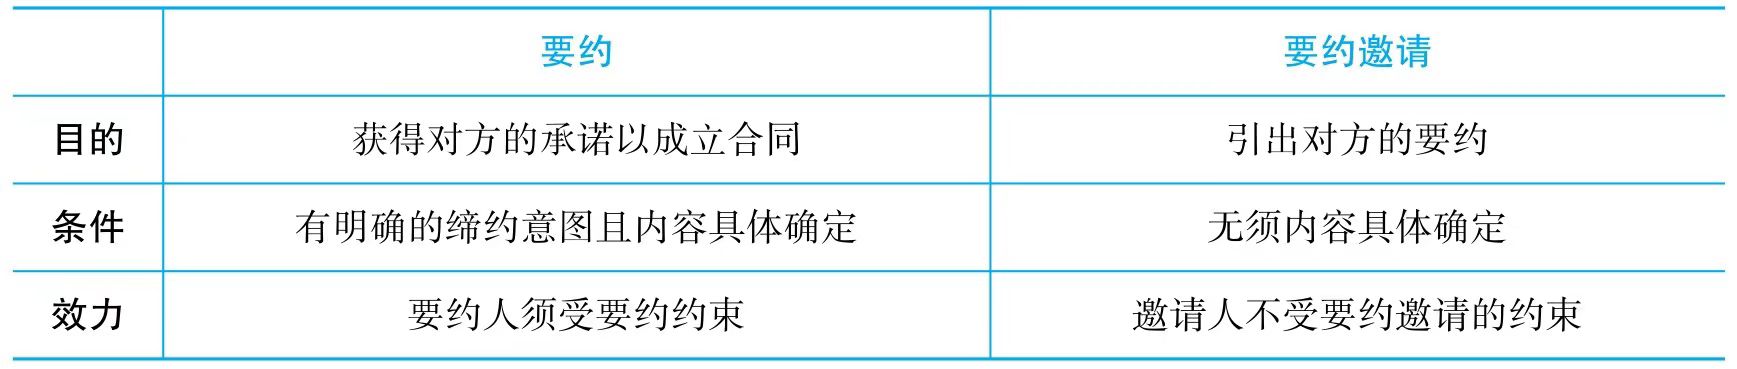 要约 要约邀请
目的 获得对方的承诺以成立合同 引出对方的要约
条件 有明确的缔约意图且内容具体确定 无须内容具体确定
效力 要约人须受要约约束 邀请人不受要约邀请的约束